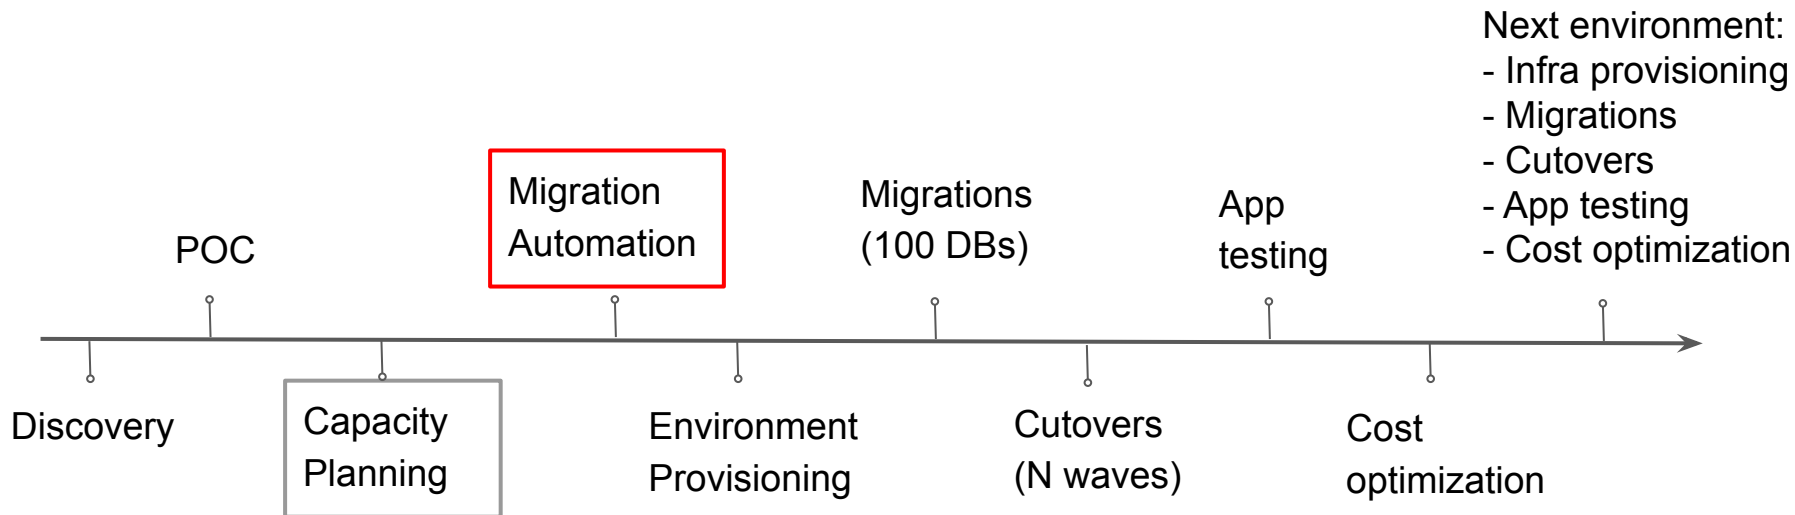 Discovery
POC
Capacity
Planning
Migration
Automation
Environment
Provisioning
Migrations
(100 DBs)
Cutovers
(N waves)
App
testing
Cost
optimization
Next environment:
- Infra provisioning
- Migrations
- Cutovers
- App testing
- Cost optimization